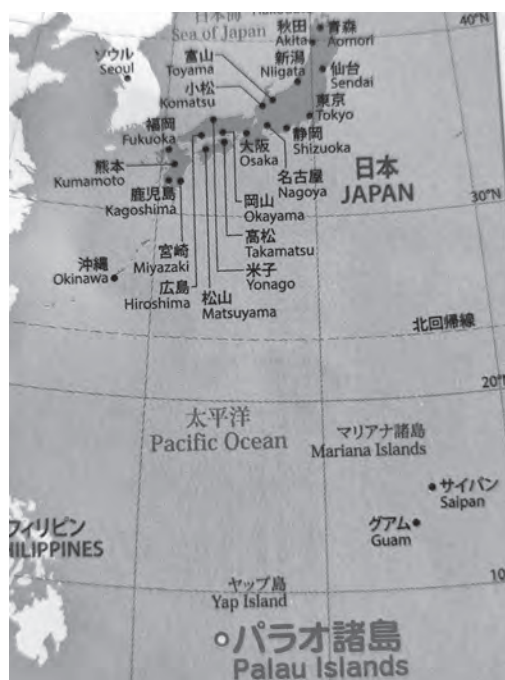 日本海
Sea of Japan
秋田
Akita
青森
Aomori
40°N
ソウル
Seoul
富山
Toyama
新潟
Niigata
仙台
Sendai
小松
Komatsu
東京
Tokyo
福岡
Fukuoka
大阪
Osaka
静岡
Shizuoka
熊本
Kumamoto
名古屋
Nagoya
日本
JAPAN
鹿児島
Kagoshima
岡山
Okayama
30°N
宮崎
Miyazaki
高松
Takamatsu
沖縄
Okinawa
広島
Hiroshima
松山
Matsuyama
米子
Yonago
北回帰線
20°N
太平洋
Pacific Ocean
マリアナ諸島
Mariana Islands
サイパン
Saipan
グアム
Guam
フィリピン
HILIPPINES
10
ヤップ島
Yap Island
パラオ諸島
Palau Islands